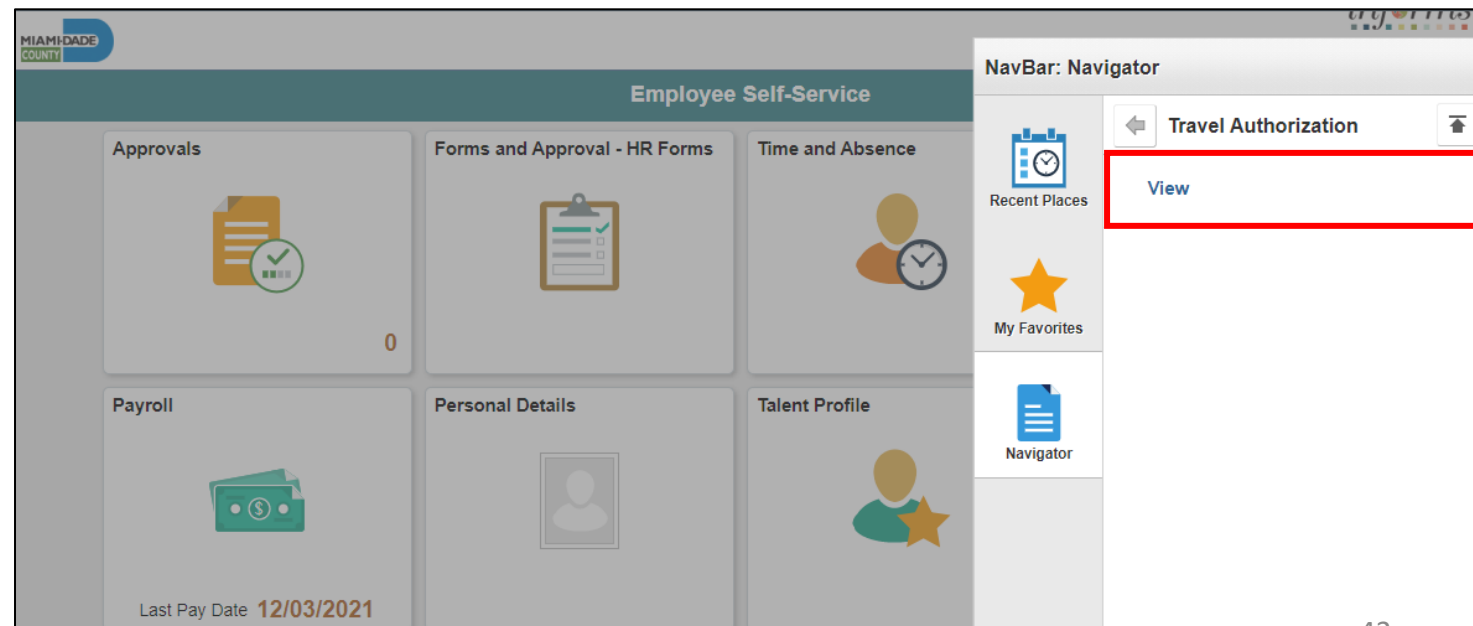 MIAMI-DADE
COUNTY
informs
NavBar: Navigator
Employee Self-Service
Approvals
Forms and Approval - HR Forms
Time and Absence
Recent Places
Travel Authorization
View
0
My Favorites
Payroll
Personal Details
Talent Profile
Navigator
Last Pay Date 12/03/2021